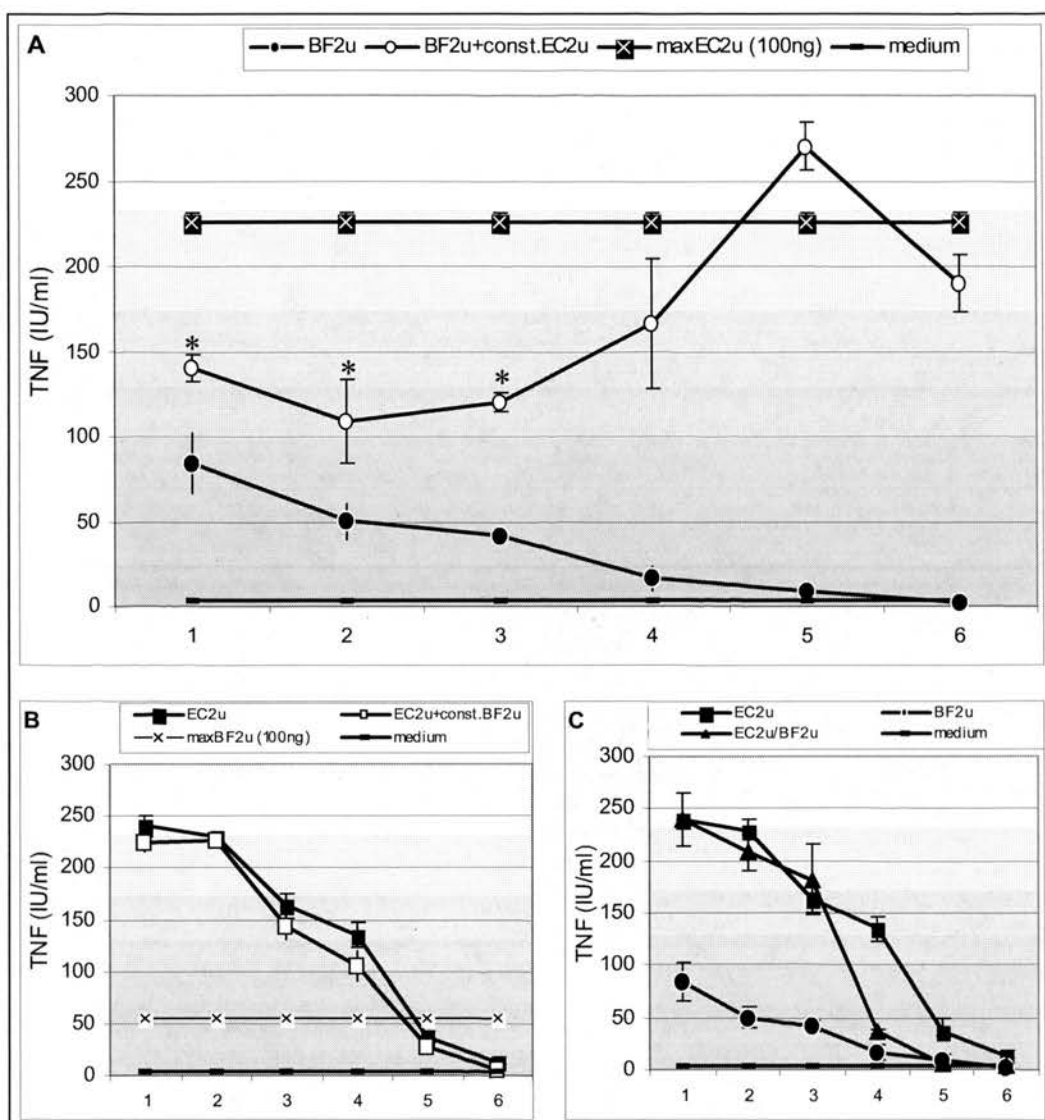 A
BF2u BF2u+const.EC2u maxEC2u (100ng) medium
TNF (IU/ml)
300
250
200
150
100
50
0
* * *
1 2 3 4 5 6
B
EC2u EC2u+const.BF2u
maxBF2u (100ng) medium
TNF (IU/ml)
300
250
200
150
100
50
0
1 2 3 4 5 6
C
EC2u BF2u
EC2u/BF2u medium
TNF (IU/ml)
300
250
200
150
100
50
0
1 2 3 4 5 6